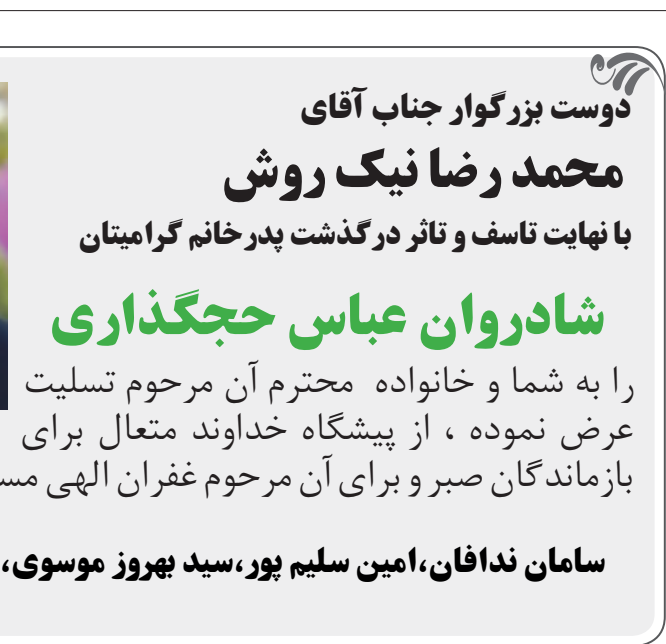 دوست بزرگوار جناب آقای
محمد رضا نیک روش
با نهایت تاسف و تاثر درگذشت پدر خانم گرامیتان
شادروان عباس حجگذاری
را به شما و خانواده محترم آن مرحوم تسلیت
عرض نموده ، از پیشگاه خداوند متعال برای
بازماندگان صبر و برای آن مرحوم غفران الهی
سامان ندافان،امین سلیم پور،سید بهروز موسوی،